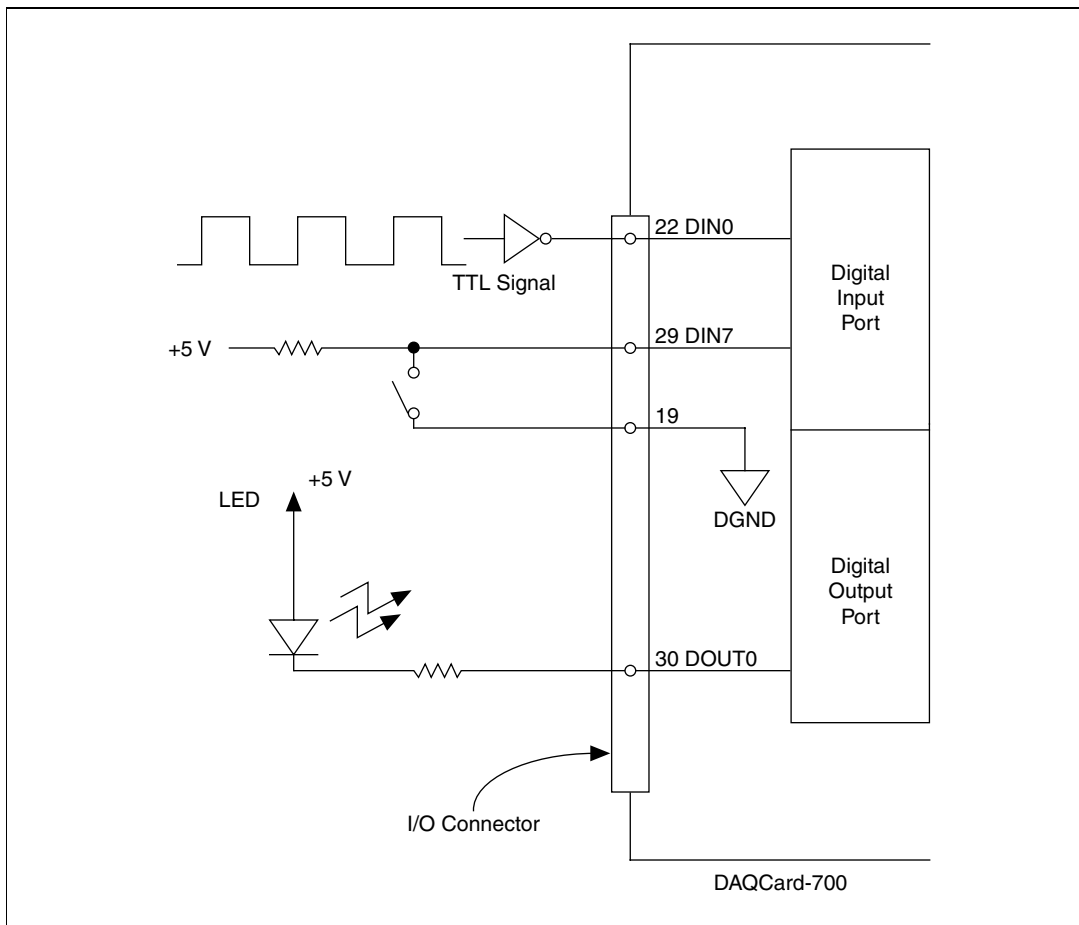 22 DIN0
TTL Signal
Digital
Input
Port
+5 V
29 DIN7
19
DGND
LED
+5 V
Digital
Output
Port
30 DOUT0
I/O Connector
DAQCard-700